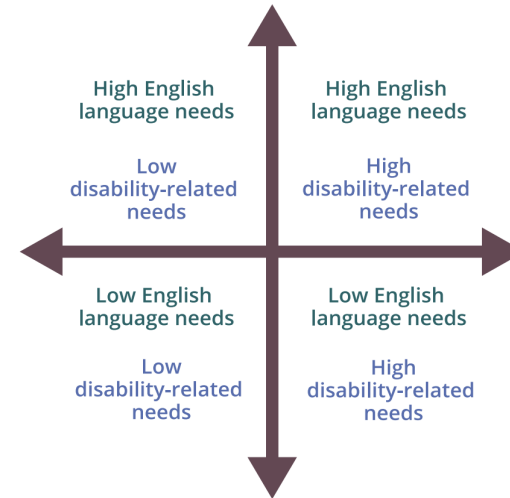 High English
language needs
Low
disability-related
needs
High English
language needs
High
disability-related
needs
Low English
language needs
Low
disability-related
needs
Low English
language needs
High
disability-related
needs